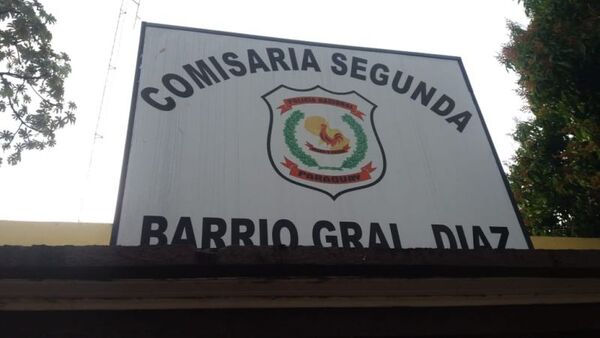 COMISARIA SEGUNDA
POLICIA NACIONAL
PARAGUAY
BARRIO GRAL. DIAZ